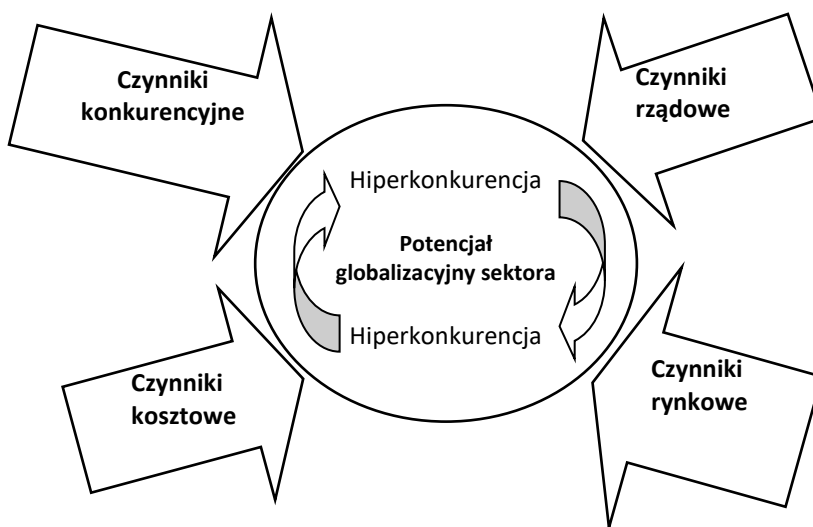 Czynniki
konkurencyjne
Czynniki
rządowe
Hiperkonkurencja
Potencjał
globalizacyjny sektora
Hiperkonkurencja
Czynniki
kosztowe
Czynniki
rynkowe